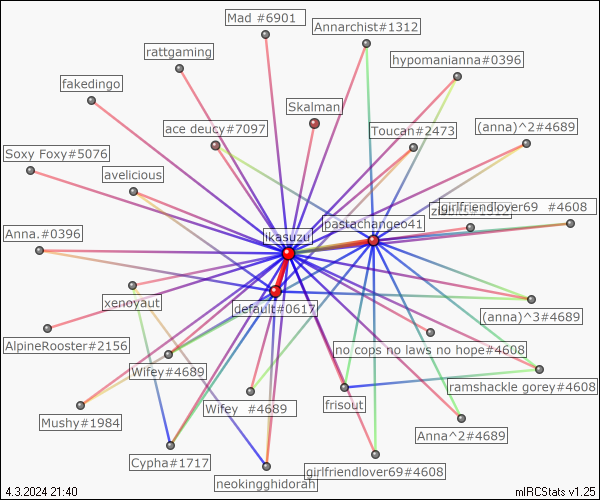 Mad #6901
Annarchist#1312
rattgaming
hypomanianna#0396
fakedingo
Skalman
ace deucy#7097
Toucan#2473
(anna)^2#4689
Soxy Foxy#5076
avelicious
girlfriendlover69 #4608
pastachangeo41
Anna.#0396
ikasuzu
xenoyaut
default#0617
(anna)^3#4689
AlpineRooster#2156
no cops no laws no hope#4608
Wifey#4689
ramshackle gorey#4608
Wifey #4689
frisout
Mushy#1984
Anna^2#4689
Cypha#1717
girlfriendlover69#4608
neokingghidorah
4.3.2024 21:40
mIRCStats v1.25